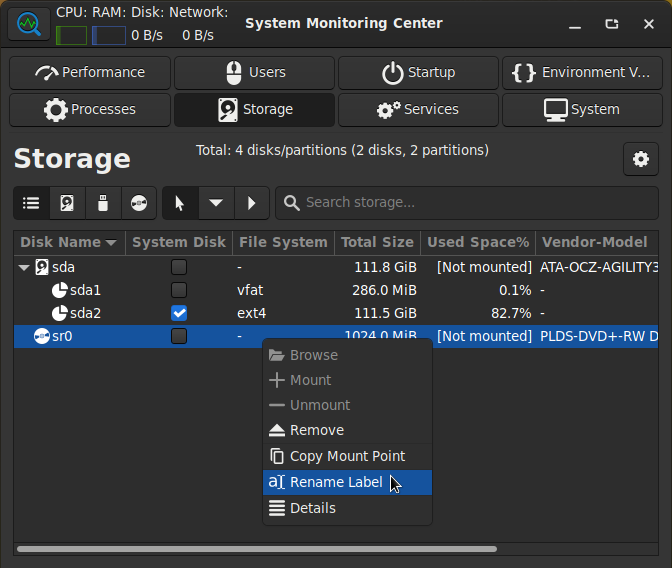 CPU: RAM: Disk: Network:
0 B/s 0 B/s
System Monitoring Center
Performance Users Startup Environment V...
Processes Storage Services System
Storage
Total: 4 disks/partitions (2 disks, 2 partitions)
Search storage...
Disk Name System Disk File System Total Size Used Space% Vendor-Model
sda - 111.8 GiB [Not mounted] ATA-OCZ-AGILITY3
sda1 vfat 286.0 MiB 0.1% -
sda2 ext4 111.5 GiB 82.7% -
sr0 - 1024.0 MiB [Not mounted] PLDS-DVD+-RW D
Browse
Mount
Unmount
Remove
Copy Mount Point
Rename Label
Details